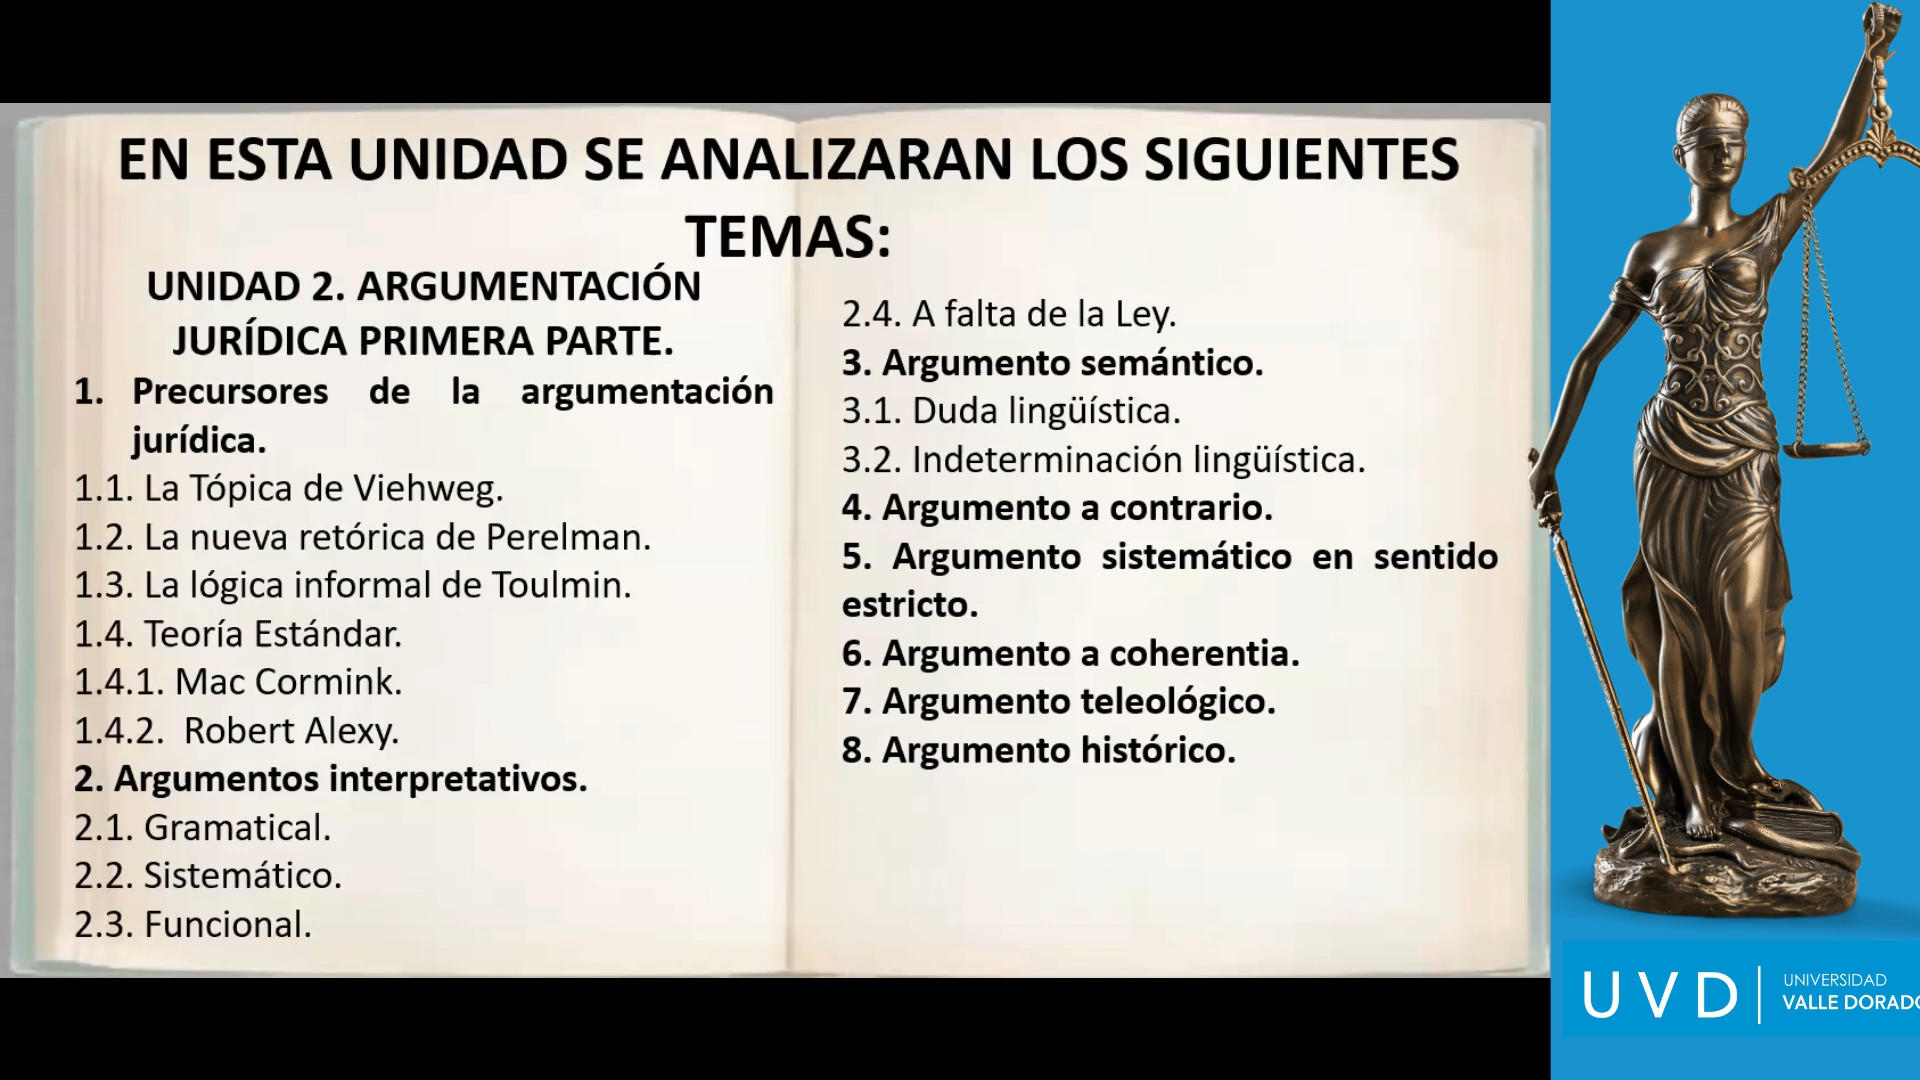 EN ESTA UNIDAD SE ANALIZARAN LOS SIGUIENTES
TEMAS:
UNIDAD 2. ARGUMENTACIÓN
JURÍDICA PRIMERA PARTE.
1. Precursores de la argumentación
jurídica.
1.1. La Tópica de Viehweg.
1.2. La nueva retórica de Perelman.
1.3. La lógica informal de Toulmin.
1.4. Teoría Estándar.
1.4.1. Mac Cormink.
1.4.2. Robert Alexy.
2. Argumentos interpretativos.
2.1. Gramatical.
2.2. Sistemático.
2.3. Funcional.
2.4. A falta de la Ley.
3. Argumento semántico.
3.1. Duda lingüística.
3.2. Indeterminación lingüística.
4. Argumento a contrario.
5. Argumento sistemático en sentido
estricto.
6. Argumento a coherentia.
7. Argumento teleológico.
8. Argumento histórico.
UVD
UNIVERSIDAD
VALLE DORADO